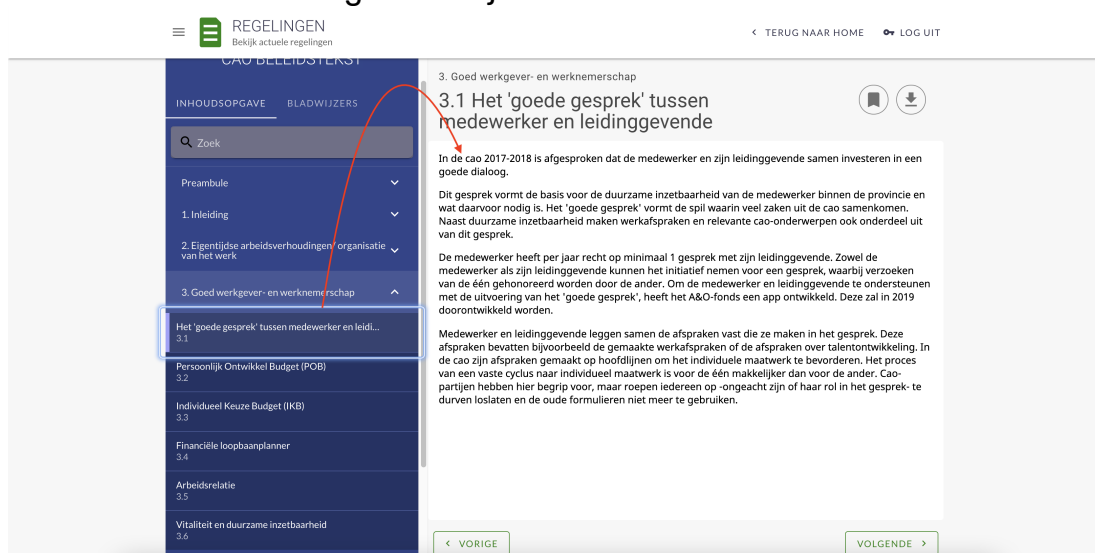 REGELINGEN
Bekijk actuele regelingen
TERUG NAAR HOME
LOG UIT
CAO BELEIDSTEKST
INHOUDSOPGAVE
BLADWIJZERS
Zoek
Preambule
1. Inleiding
2. Eigentijdse arbeidsverhoudingen/ organisatie
van het werk
3. Goed werkgever- en werknemerschap
Het 'goede gesprek' tussen medewerker en leidi...
3.1
Persoonlijk Ontwikkel Budget (POB)
3.2
Individueel Keuze Budget (IKB)
3.3
Financiële loopbaanplanner
3.4
Arbeidsrelatie
3.5
Vitaliteit en duurzame inzetbaarheid
3.6
3. Goed werkgever- en werknemerschap
3.1 Het 'goede gesprek' tussen
medewerker en leidinggevende
In de cao 2017-2018 is afgesproken dat de medewerker en zijn leidinggevende samen investeren in een
goede dialoog.
Dit gesprek vormt de basis voor de duurzame inzetbaarheid van de medewerker binnen de provincie en
wat daarvoor nodig is. Het 'goede gesprek' vormt de spil waarin veel zaken uit de cao samenkomen.
Naast duurzame inzetbaarheid maken werkafspraken en relevante cao-onderwerpen ook onderdeel uit
van dit gesprek.
De medewerker heeft per jaar recht op minimaal 1 gesprek met zijn leidinggevende. Zowel de
medewerker als zijn leidinggevende kunnen het initiatief nemen voor een gesprek, waarbij verzoeken
van de één gehonoreerd worden door de ander. Om de medewerker en leidinggevende te ondersteunen
met de uitvoering van het 'goede gesprek', heeft het A&O-fonds een app ontwikkeld. Deze zal in 2019
doorontwikkeld worden.
Medewerker en leidinggevende leggen samen de afspraken vast die ze maken in het gesprek. Deze
afspraken bevatten bijvoorbeeld de gemaakte werkafspraken of de afspraken over talentontwikkeling. In
de cao zijn afspraken gemaakt op hoofdlijnen om het individuele maatwerk te bevorderen. Het proces
van een vaste cyclus naar individueel maatwerk is voor de één makkelijker dan voor de ander. Cao-
partijen hebben hier begrip voor, maar roepen iedereen op -ongeacht zijn of haar rol in het gesprek- te
durven loslaten en de oude formulieren niet meer te gebruiken.
VORIGE
VOLGENDE